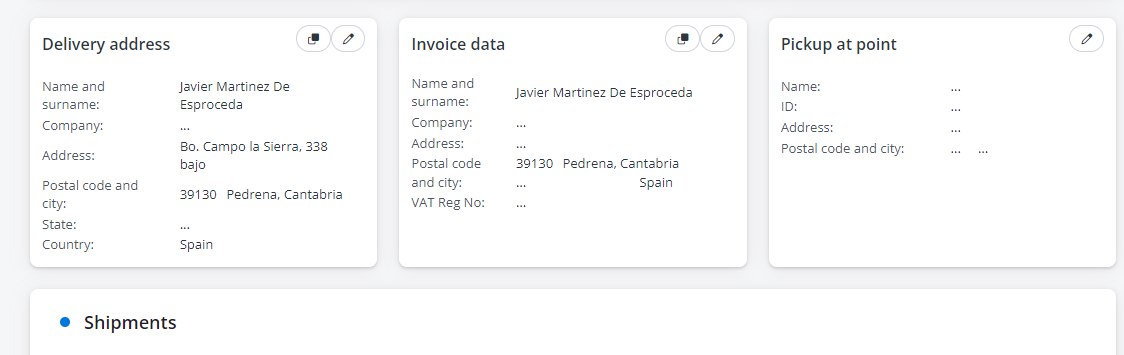 Delivery address
Name and surname: Javier Martinez De Esproceda
Company: ...
Address: Bo. Campo la Sierra, 338 bajo
Postal code and city: 39130 Pedrena, Cantabria
State: ...
Country: Spain
Invoice data
Name and surname: Javier Martinez De Esproceda
Company: ...
Address: ...
Postal code and city: 39130 Pedrena, Cantabria
... Spain
VAT Reg No: ...
Pickup at point
Name: ...
ID: ...
Address: ...
Postal code and city: ... ...
Shipments